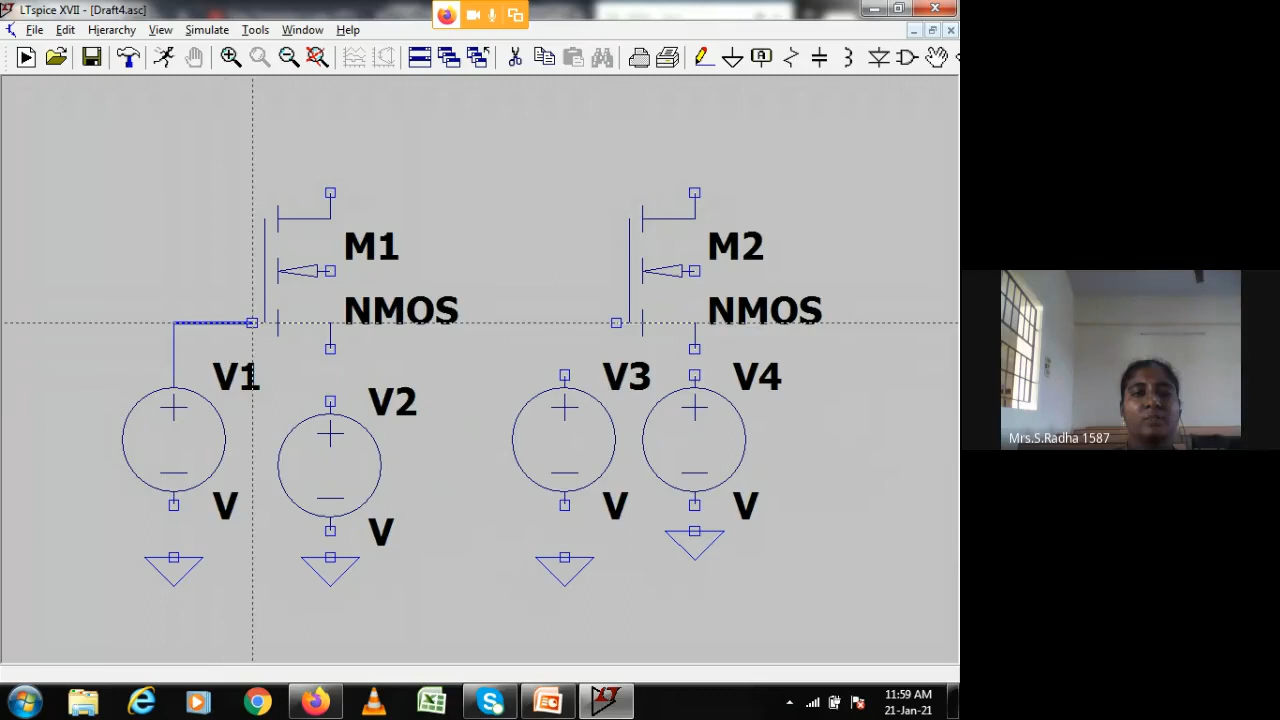 LTspice XVII - [Draft4.asc]
File Edit Hierarchy View Simulate Tools Window Help
M1
NMOS
M2
NMOS
V1
V2
V3
V4
V
V
V
V
Mrs.S.Radha 1587
11:59 AM
21-Jan-21